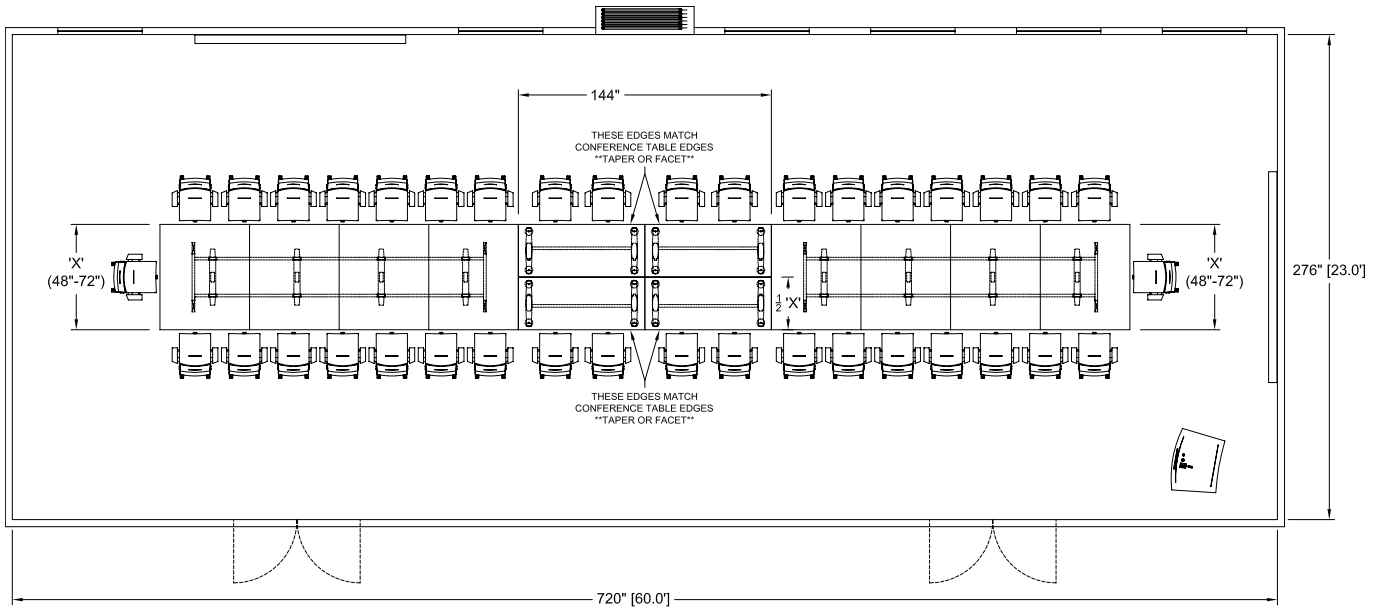 144"
THESE EDGES MATCH
CONFERENCE TABLE EDGES
**TAPER OR FACET**
'X'
(48"-72")
1/2 'X'
'X'
(48"-72")
276" [23.0']
THESE EDGES MATCH
CONFERENCE TABLE EDGES
**TAPER OR FACET**
720" [60.0']